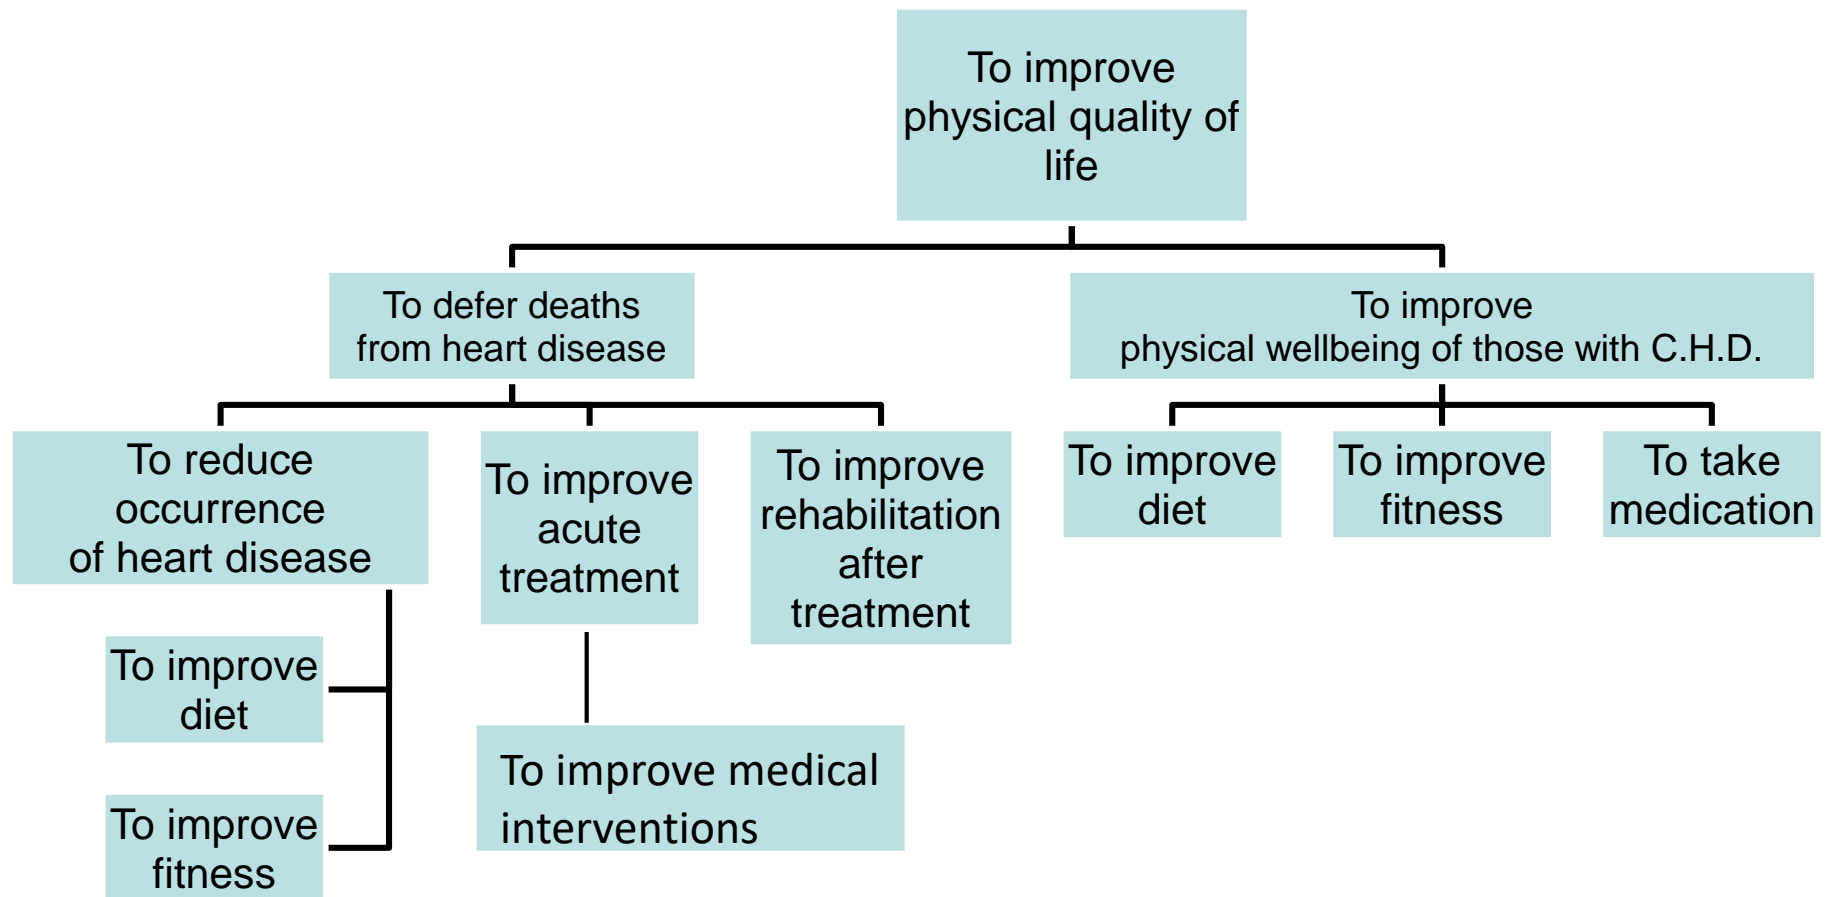 To improve
physical quality of
life
To defer deaths
from heart disease
To improve
physical wellbeing of those with C.H.D.
To reduce
occurrence
of heart disease
To improve
acute
treatment
To improve
rehabilitation
after
treatment
To improve
diet
To improve
fitness
To take
medication
To improve
diet
To improve medical
interventions
To improve
fitness